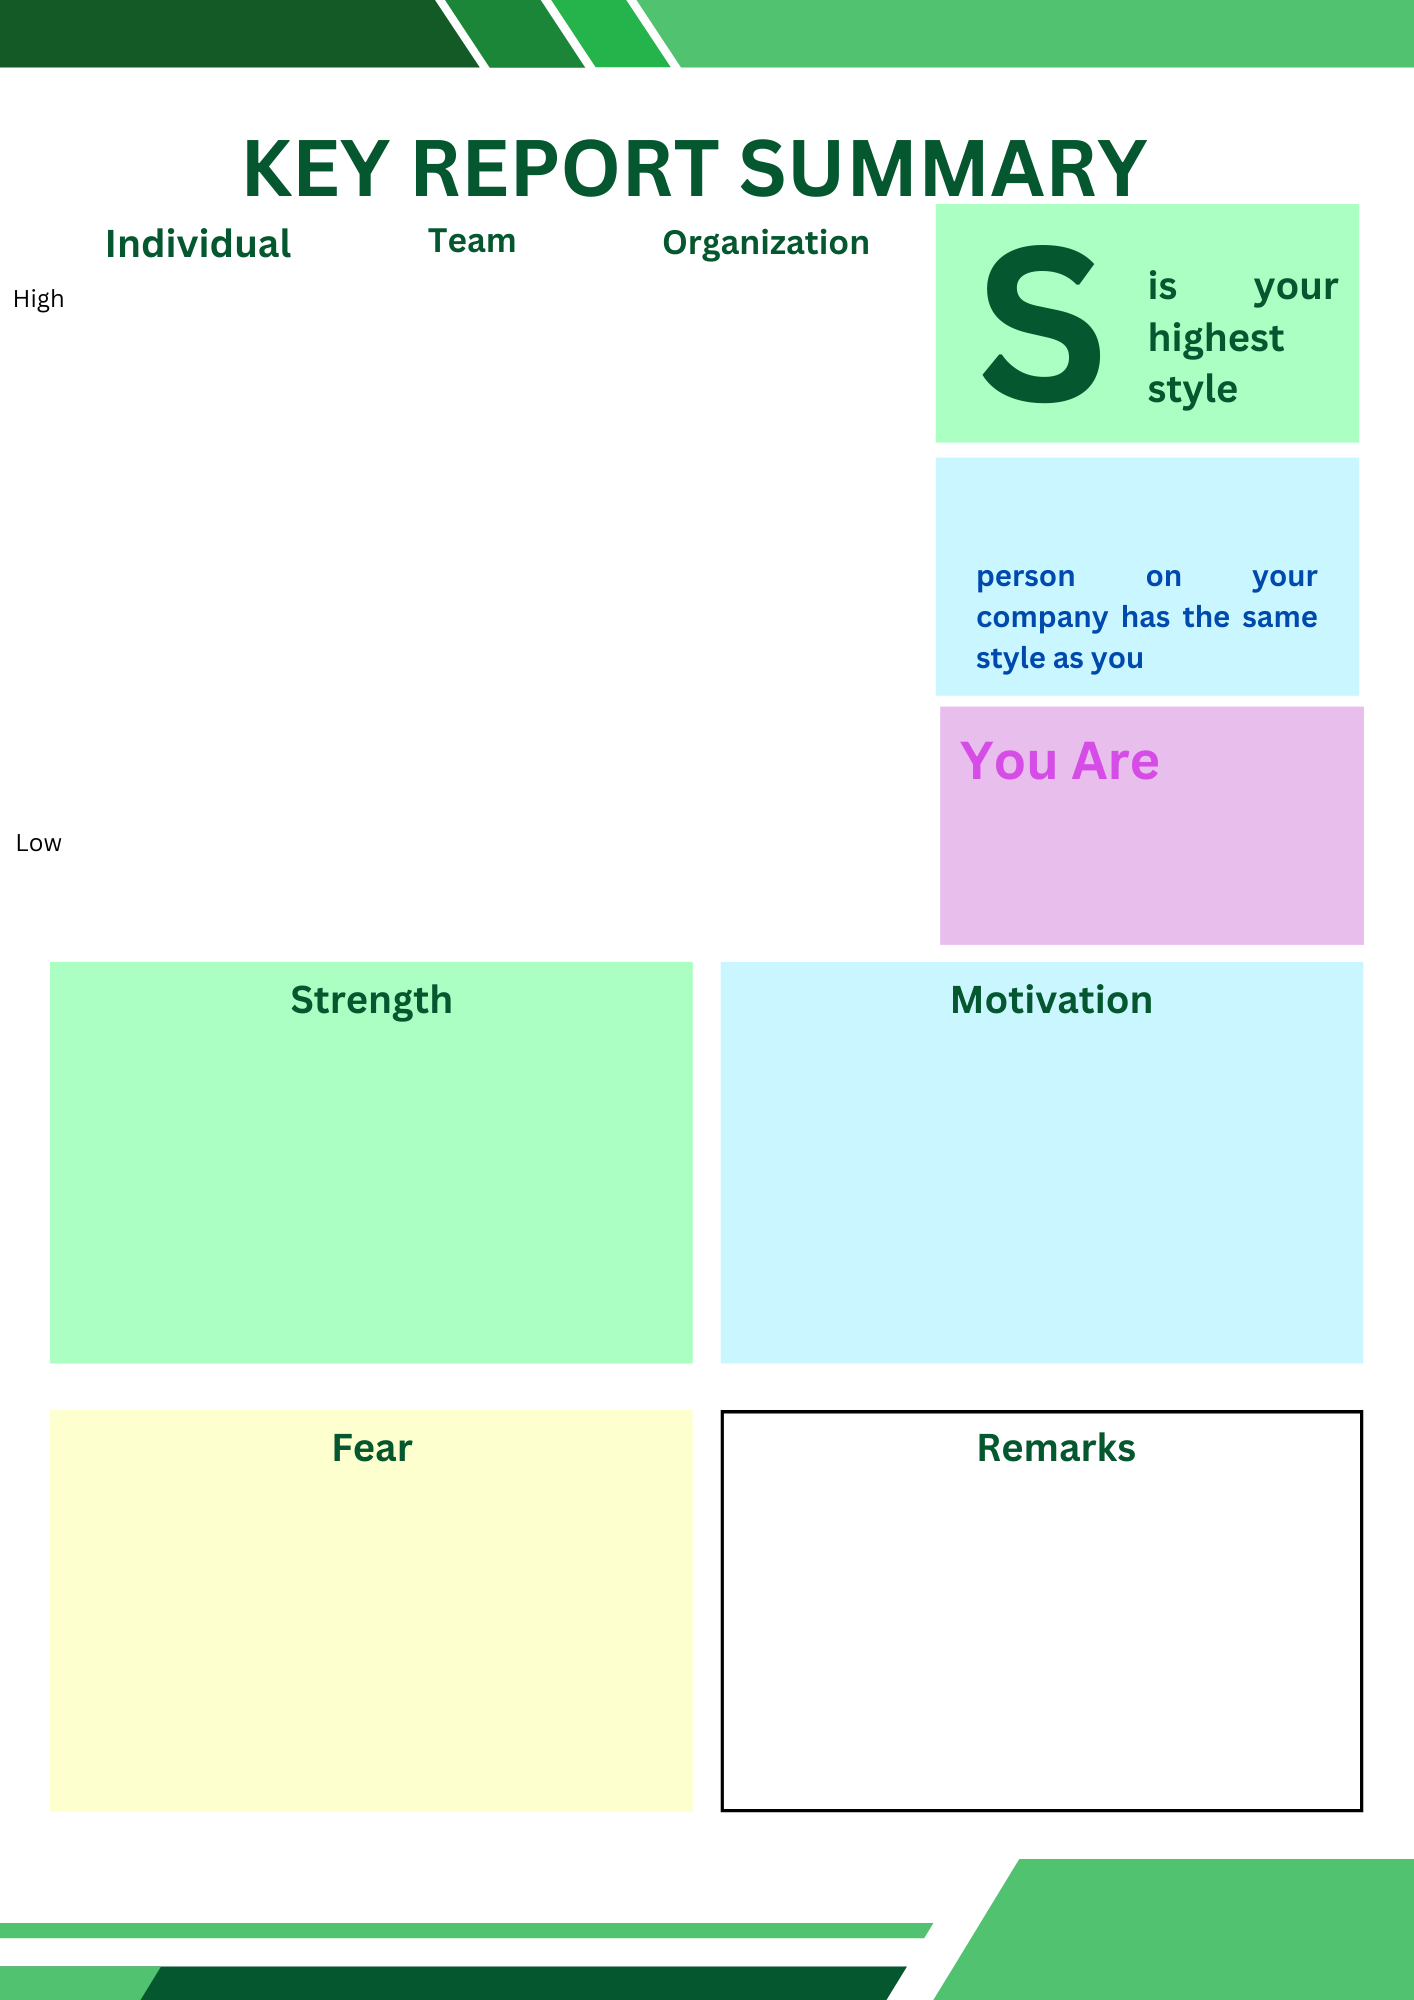 KEY REPORT SUMMARY
Individual
Team
Organization
High
Low
S
is your
highest
style
person on your
company has the same
style as you
You Are
Strength
Motivation
Fear
Remarks